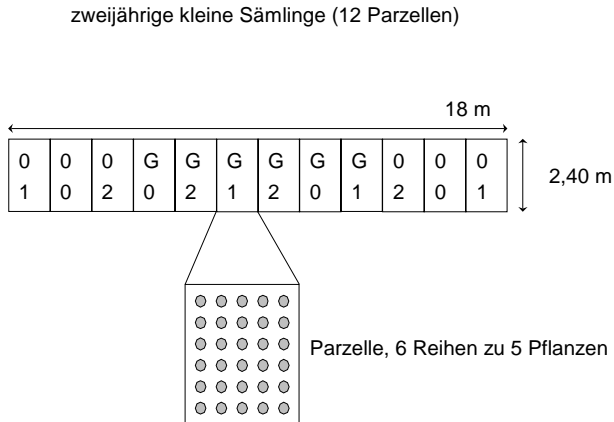 zweijährige kleine Sämlinge (12 Parzellen)
18 m
0 0 0 G G G G G G 0 0 0
1 0 2 0 2 1 2 0 1 2 0 1
2,40 m
Parzelle, 6 Reihen zu 5 Pflanzen